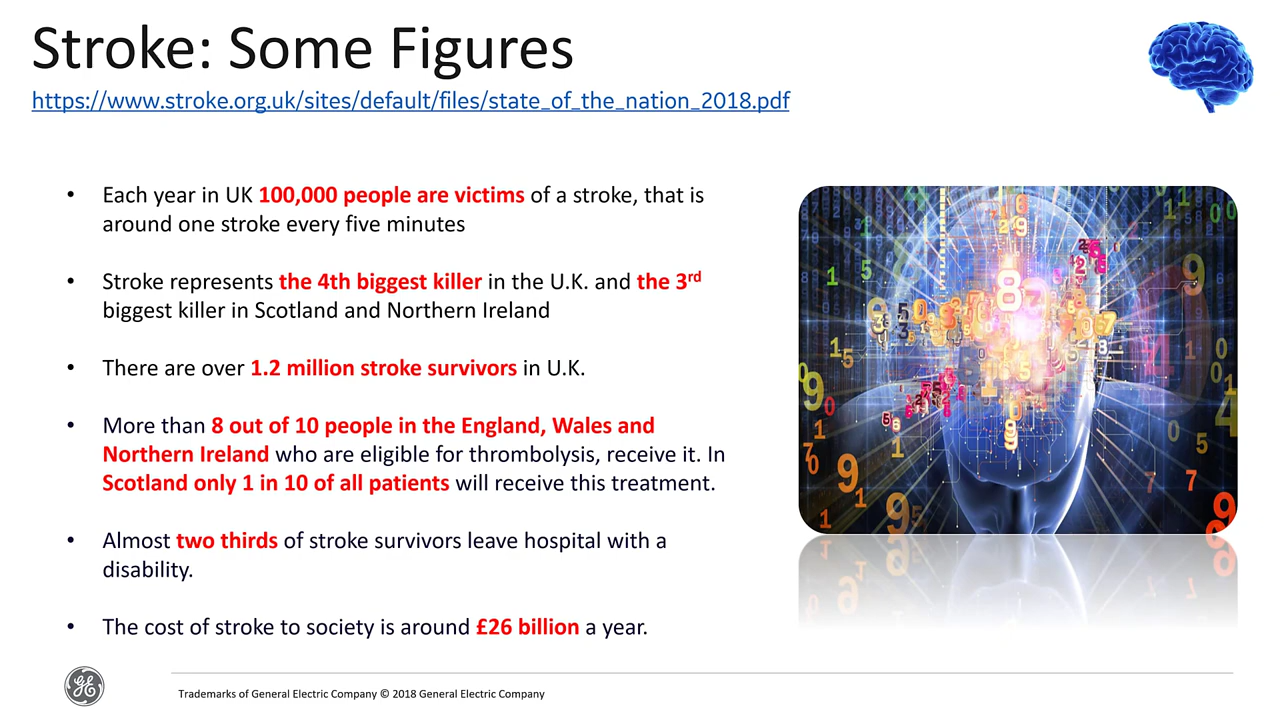 Stroke: Some Figures
https://www.stroke.org.uk/sites/default/files/state_of_the_nation_2018.pdf
• Each year in UK 100,000 people are victims of a stroke, that is
around one stroke every five minutes
• Stroke represents the 4th biggest killer in the U.K. and the 3rd
biggest killer in Scotland and Northern Ireland
• There are over 1.2 million stroke survivors in U.K.
• More than 8 out of 10 people in the England, Wales and
Northern Ireland who are eligible for thrombolysis, receive it. In
Scotland only 1 in 10 of all patients will receive this treatment.
• Almost two thirds of stroke survivors leave hospital with a
disability.
• The cost of stroke to society is around £26 billion a year.
Trademarks of General Electric Company © 2018 General Electric Company